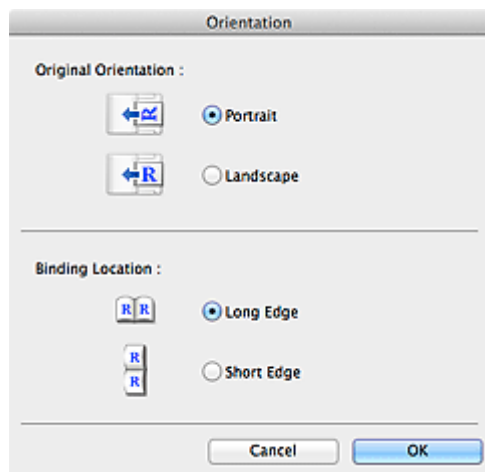 Orientation
Original Orientation :
R Portrait
R Landscape
Binding Location :
R R Long Edge
R
R Short Edge
Cancel OK